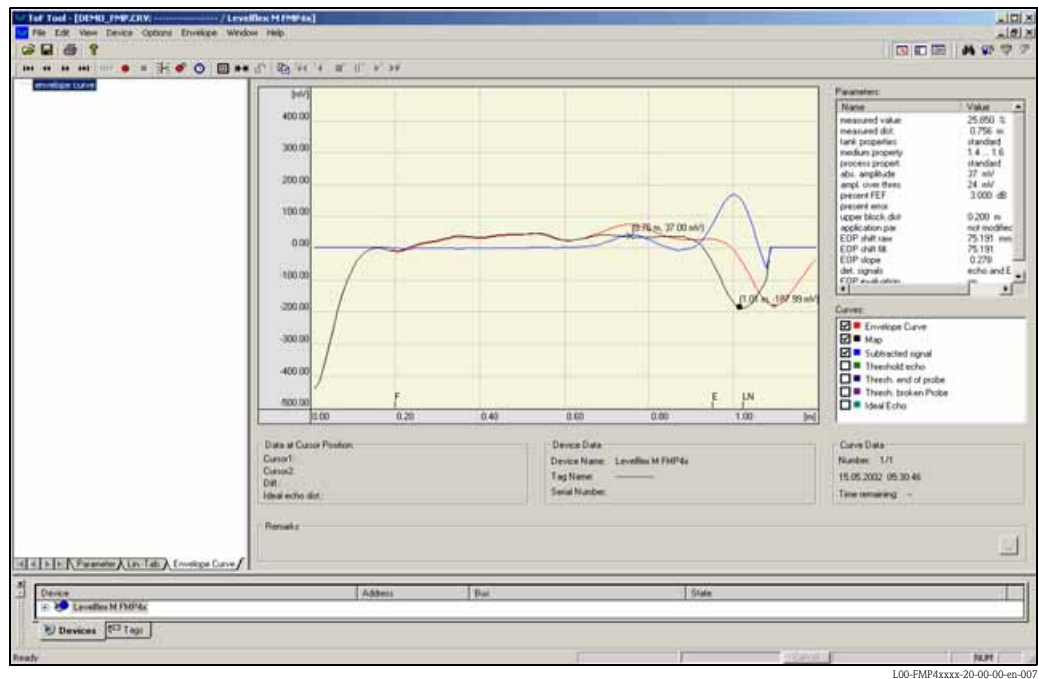 ToF Tool - [DEMO_FMP.CRV: -------------- / Levelflex M FMP4x]
File Edit View Device Options Envelope Window Help
envelope curve
[mV]
400.00
300.00
200.00
100.00
0.00
-100.00
-200.00
-300.00
-400.00
-500.00
(0.76 m, 37.00 mV)
(1.01 m, -187.99 mV)
F
E
LN
0.00 0.20 0.40 0.60 0.80 1.00 [m]
Parameters:
Name Value
measured value 25.850 %
measured dist. 0.756 m
tank properties standard
medium property 1.4 ... 1.6
process propert. standard
abs. amplitude 37 mV
ampl. over thres 24 mV
present FEF 3.000 dB
present error
upper block. dist 0.200 m
application par. not modified
EOP shift raw 75.191 mm
EOP shift filt. 75.191
EOP slope 0.278
det. signals echo and E
EOP evaluation on
Curves:
Envelope Curve
Map
Subtracted signal
Threshold echo
Thresh. end of probe
Thresh. broken Probe
Ideal Echo
Data at Cursor Position:
Cursor1:
Cursor2:
Diff.:
Ideal echo dist.:
Device Data
Device Name: Levelflex M FMP4x
Tag Name: ----------
Serial Number:
Curve Data
Number: 1/1
15.05.2002 05:30:46
Time remaining: --
Remarks
...
Parameter Lin.-Tab. Envelope Curve
Device Address Bus State
Levelflex M FMP4x
Devices Tags
Ready Cancel NUM
L00-FMP4xxxx-20-00-00-en-007